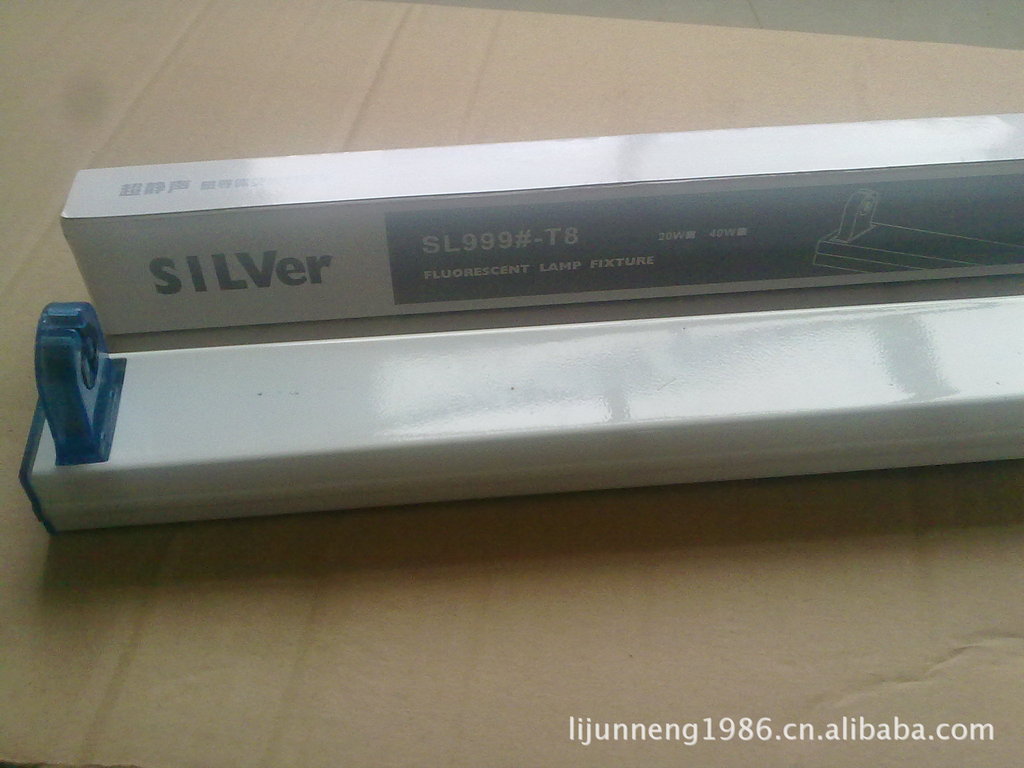 超静声
SILVer
SL999#-T8
20W■ 40W■
FLUORESCENT LAMP FIXTURE
lijunneng1986.cn.alibaba.com